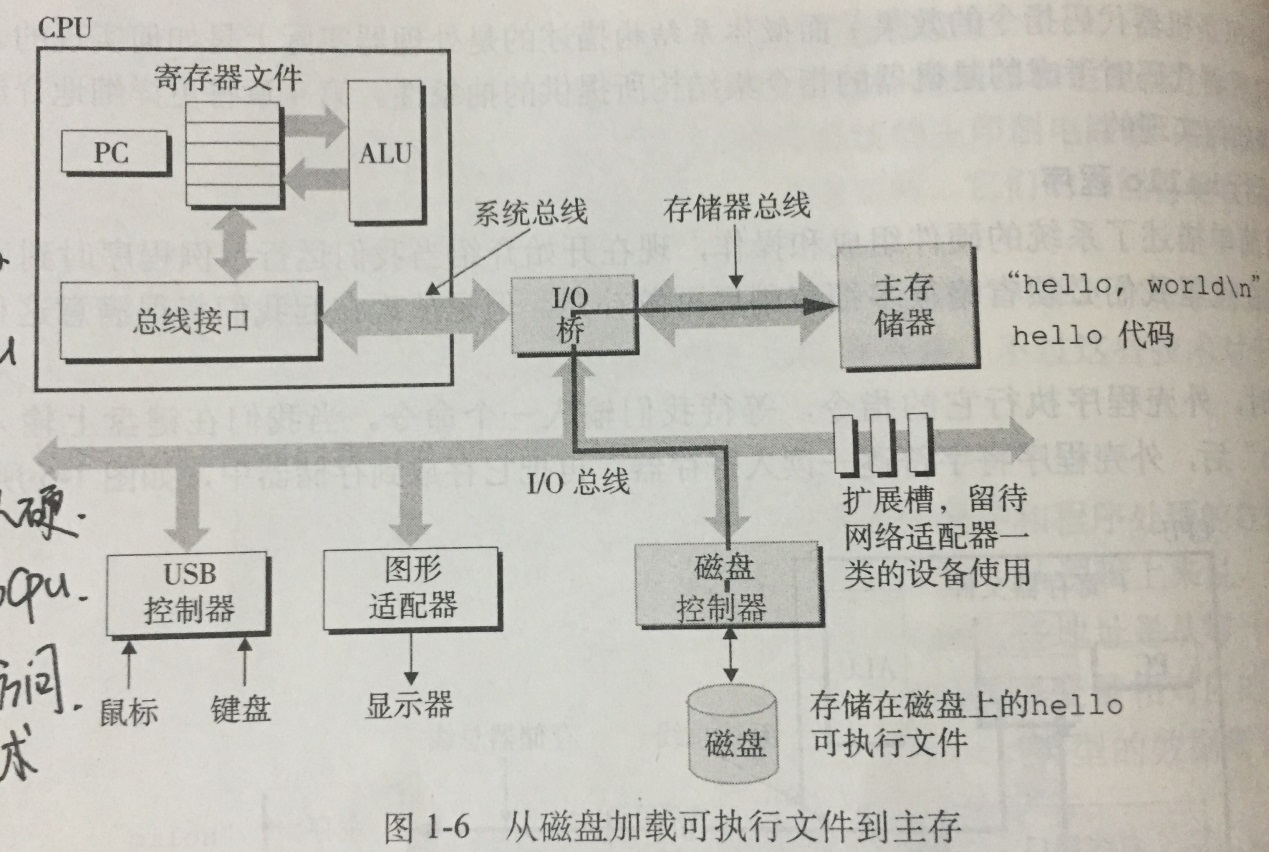 CPU
寄存器文件
PC
ALU
系统总线
存储器总线
总线接口
I/O
桥
主存
储器
“hello, world\n”
hello 代码
I/O 总线
扩展槽，留待
网络适配器一
类的设备使用
USB
控制器
图形
适配器
磁盘
控制器
鼠标
键盘
显示器
磁盘
存储在磁盘上的hello
可执行文件
硬.
cpu.
访问.
术
图 1-6 从磁盘加载可执行文件到主存